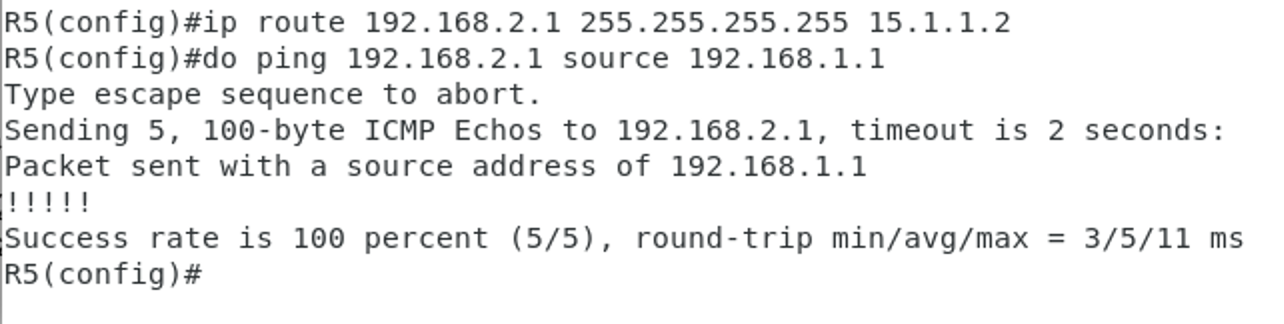 R5(config)#ip route 192.168.2.1 255.255.255.255 15.1.1.2
R5(config)#do ping 192.168.2.1 source 192.168.1.1
Type escape sequence to abort.
Sending 5, 100-byte ICMP Echos to 192.168.2.1, timeout is 2 seconds:
Packet sent with a source address of 192.168.1.1
!!!!!
Success rate is 100 percent (5/5), round-trip min/avg/max = 3/5/11 ms
R5(config)#